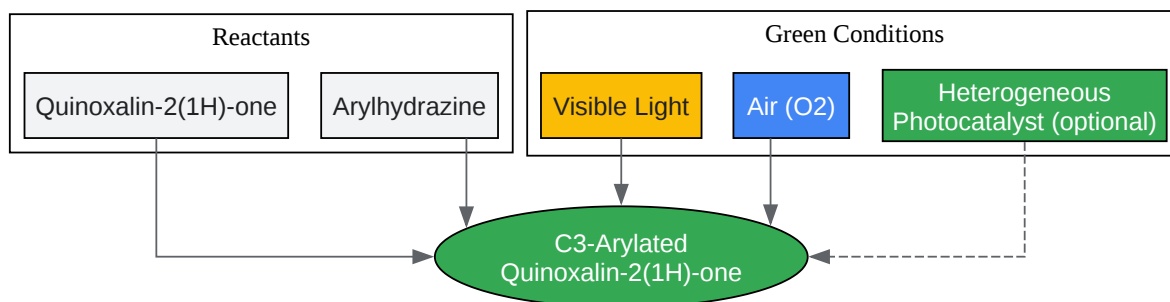 Reactants
Green Conditions
Quinoxalin-2(1H)-one
Arylhydrazine
Visible Light
Air (O2)
Heterogeneous
Photocatalyst (optional)
C3-Arylated
Quinoxalin-2(1H)-one